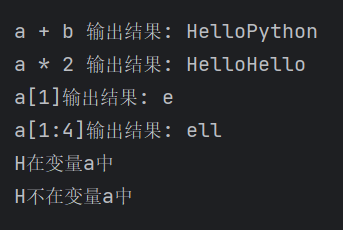 a + b 输出结果: HelloPython
a * 2 输出结果: HelloHello
a[1]输出结果: e
a[1:4]输出结果: ell
H在变量a中
H不在变量a中